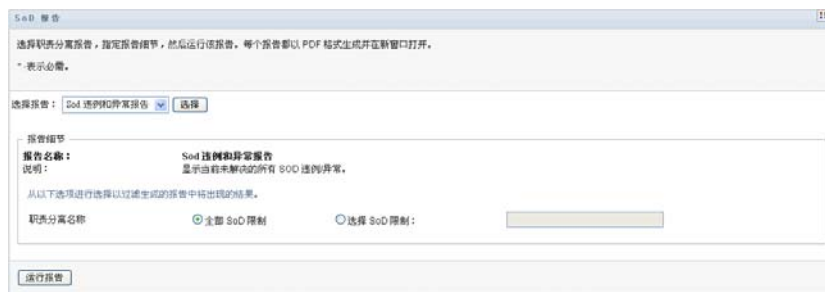 SoD 报告
选择职责分离报告，指定报告细节，然后运行该报告。每个报告都以 PDF 格式生成并在新窗口打开。
* -表示必需。
选择报告： Sod 违例和异常报告 选择
报告细节
报告名称： Sod 违例和异常报告
说明： 显示当前未解决的所有 SOD 违例/异常。
从以下选项进行选择以过滤生成的报告中将出现的结果。
职责分离名称 全部 SoD 限制 选择 SoD 限制：
运行报告